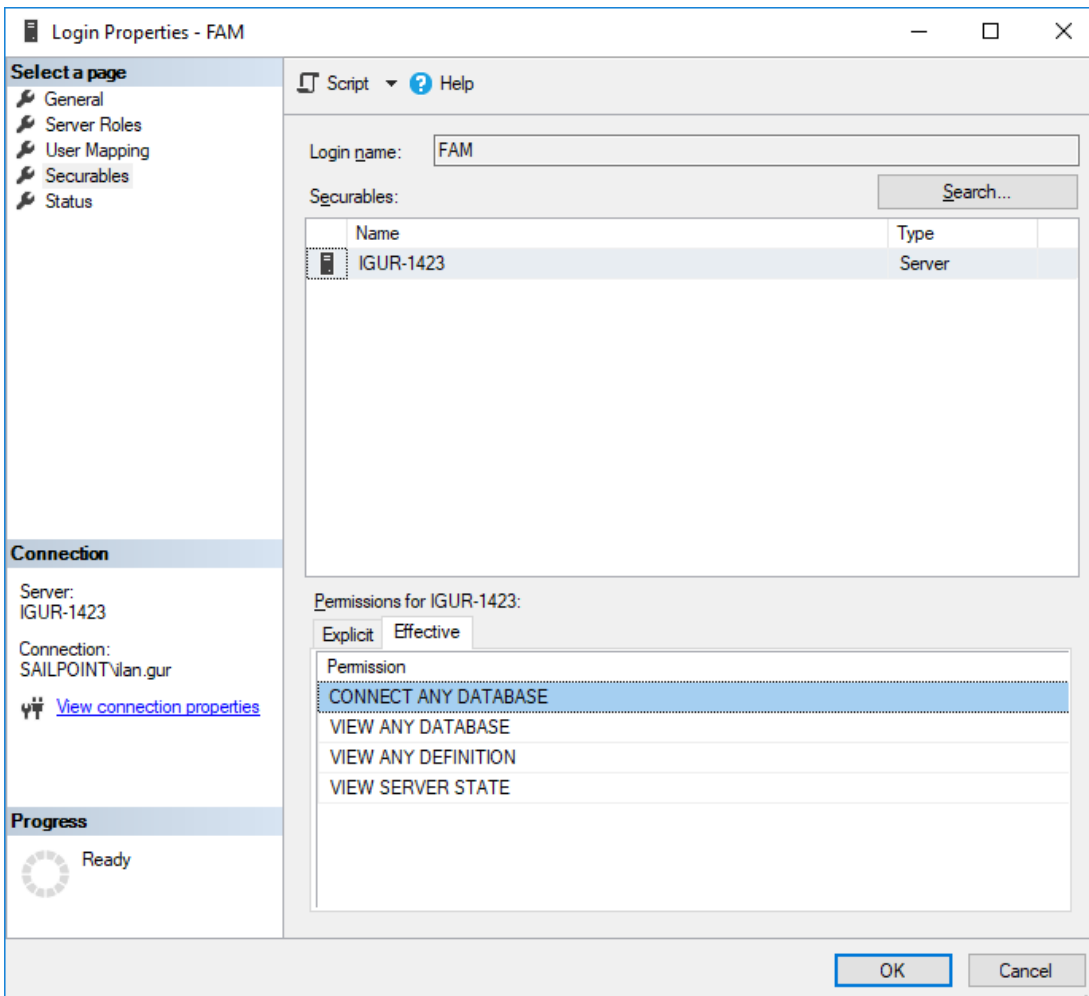 Login Properties - FAM
Select a page
General
Server Roles
User Mapping
Securables
Status
Script
Help
Login name:
FAM
Securables:
Search...
Name
Type
IGUR-1423
Server
Connection
Server:
IGUR-1423
Connection:
SAILPOINT\ilan.gur
View connection properties
Progress
Ready
Permissions for IGUR-1423:
Explicit
Effective
Permission
CONNECT ANY DATABASE
VIEW ANY DATABASE
VIEW ANY DEFINITION
VIEW SERVER STATE
OK
Cancel